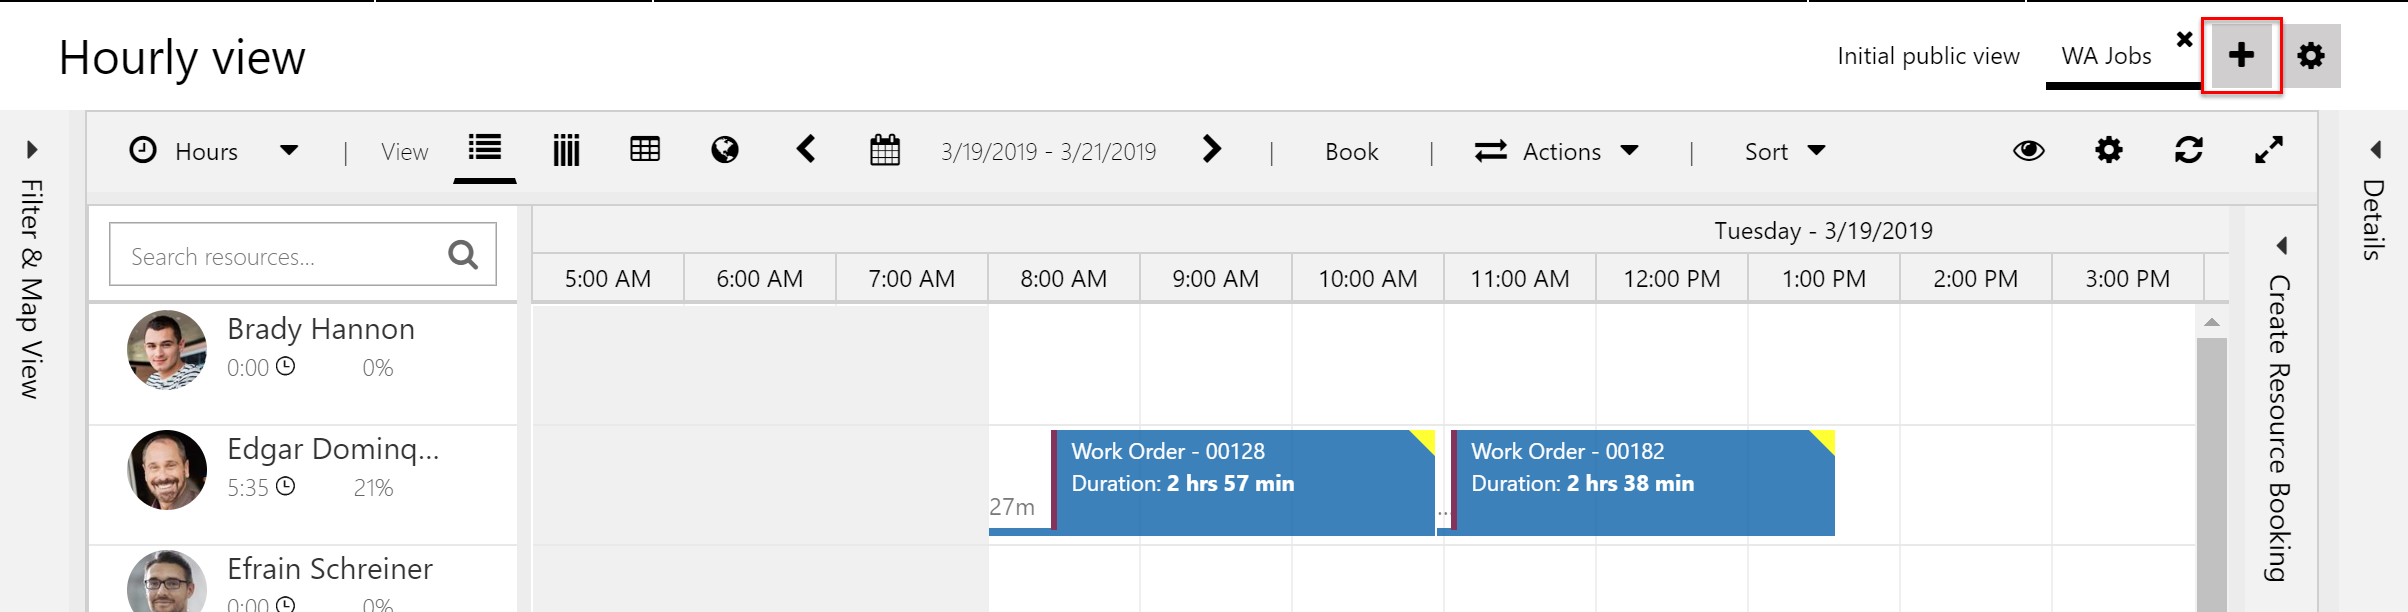 Hourly view
Initial public view
WA Jobs
Hours
View
3/19/2019 - 3/21/2019
Book
Actions
Sort
Filter & Map View
Search resources...
Tuesday - 3/19/2019
5:00 AM
6:00 AM
7:00 AM
8:00 AM
9:00 AM
10:00 AM
11:00 AM
12:00 PM
1:00 PM
2:00 PM
3:00 PM
Brady Hannon
0:00 0%
Edgar Dominq...
5:35 21%
27m
Work Order - 00128
Duration: 2 hrs 57 min
...
Work Order - 00182
Duration: 2 hrs 38 min
Efrain Schreiner
0:00 0%
Create Resource Booking
Details